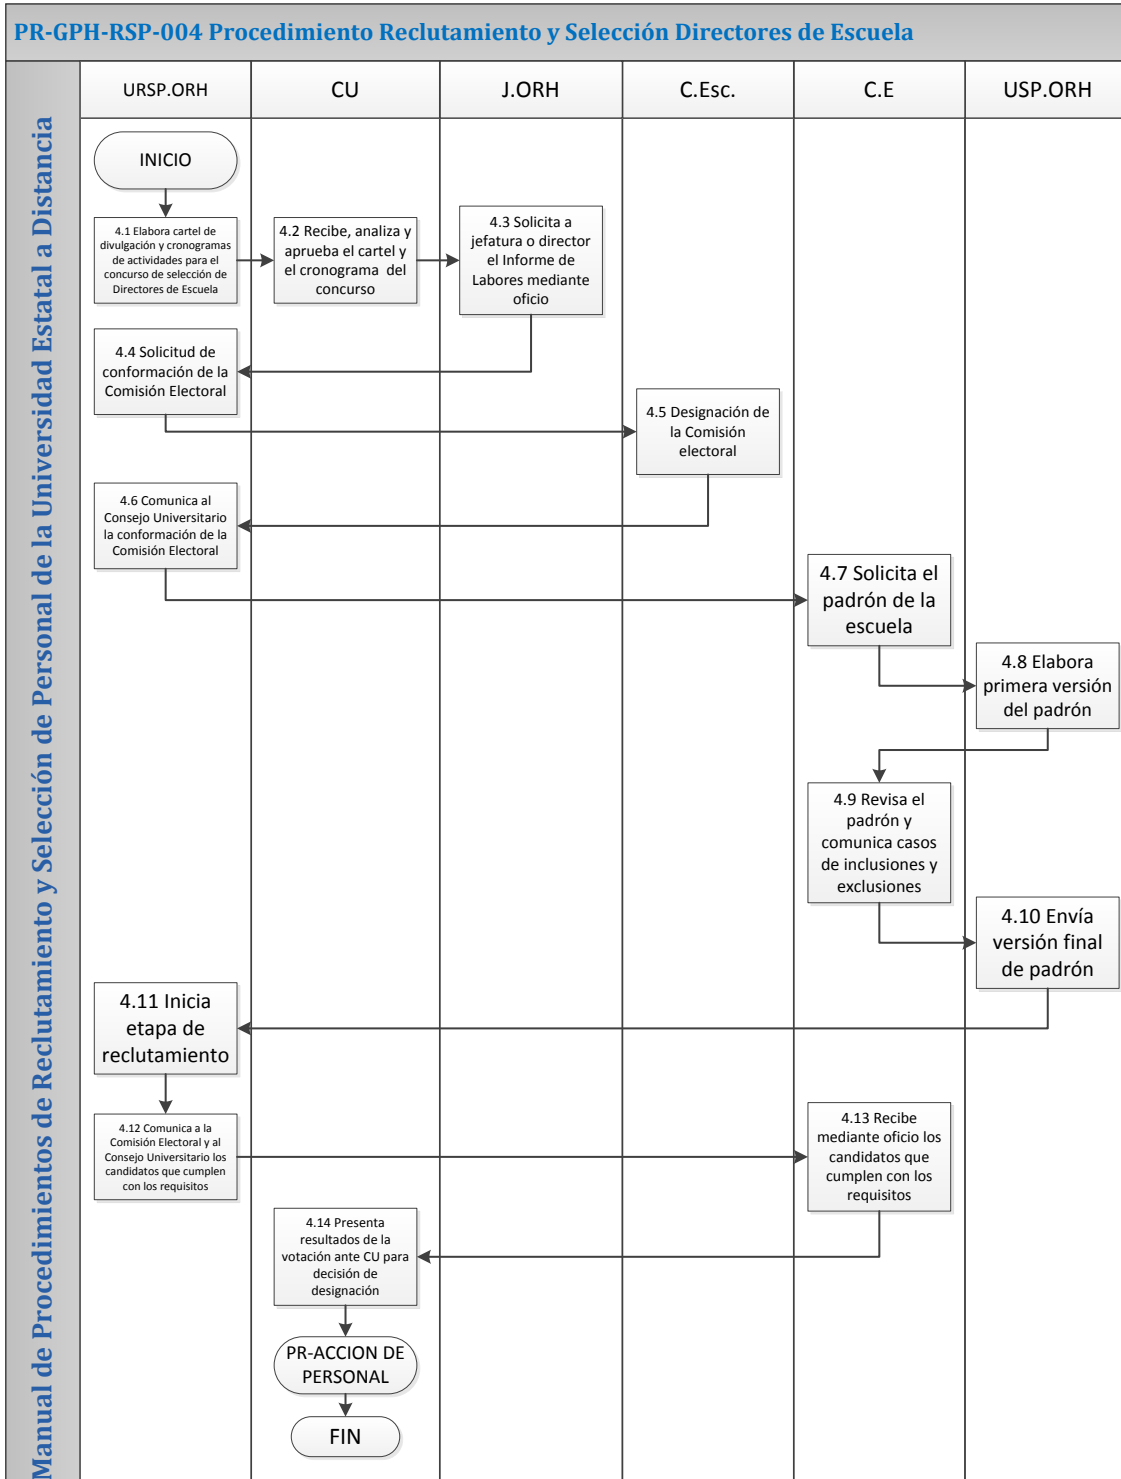 PR-GPH-RSP-004 Procedimiento Reclutamiento y Selección Directores de Escuela
Manual de Procedimientos de Reclutamiento y Selección de Personal de la Universidad Estatal a Distancia
URSP.ORH
CU
J.ORH
C.Esc.
C.E
USP.ORH
INICIO
4.1 Elabora cartel de
divulgación y cronogramas
de actividades para el
concurso de selección de
Directores de Escuela
4.2 Recibe, analiza y
aprueba el cartel y
el cronograma del
concurso
4.3 Solicita a
jefatura o director
el Informe de
Labores mediante
oficio
4.4 Solicitud de
conformación de la
Comisión Electoral
4.5 Designación de
la Comisión
electoral
4.6 Comunica al
Consejo Universitario
la conformación de la
Comisión Electoral
4.7 Solicita el
padrón de la
escuela
4.8 Elabora
primera versión
del padrón
4.9 Revisa el
padrón y
comunica casos
de inclusiones y
exclusiones
4.10 Envía
versión final
de padrón
4.11 Inicia
etapa de
reclutamiento
4.12 Comunica a la
Comisión Electoral y al
Consejo Universitario los
candidatos que cumplen
con los requisitos
4.13 Recibe
mediante oficio los
candidatos que
cumplen con los
requisitos
4.14 Presenta
resultados de la
votación ante CU para
decisión de
designación
PR-ACCION DE
PERSONAL
FIN